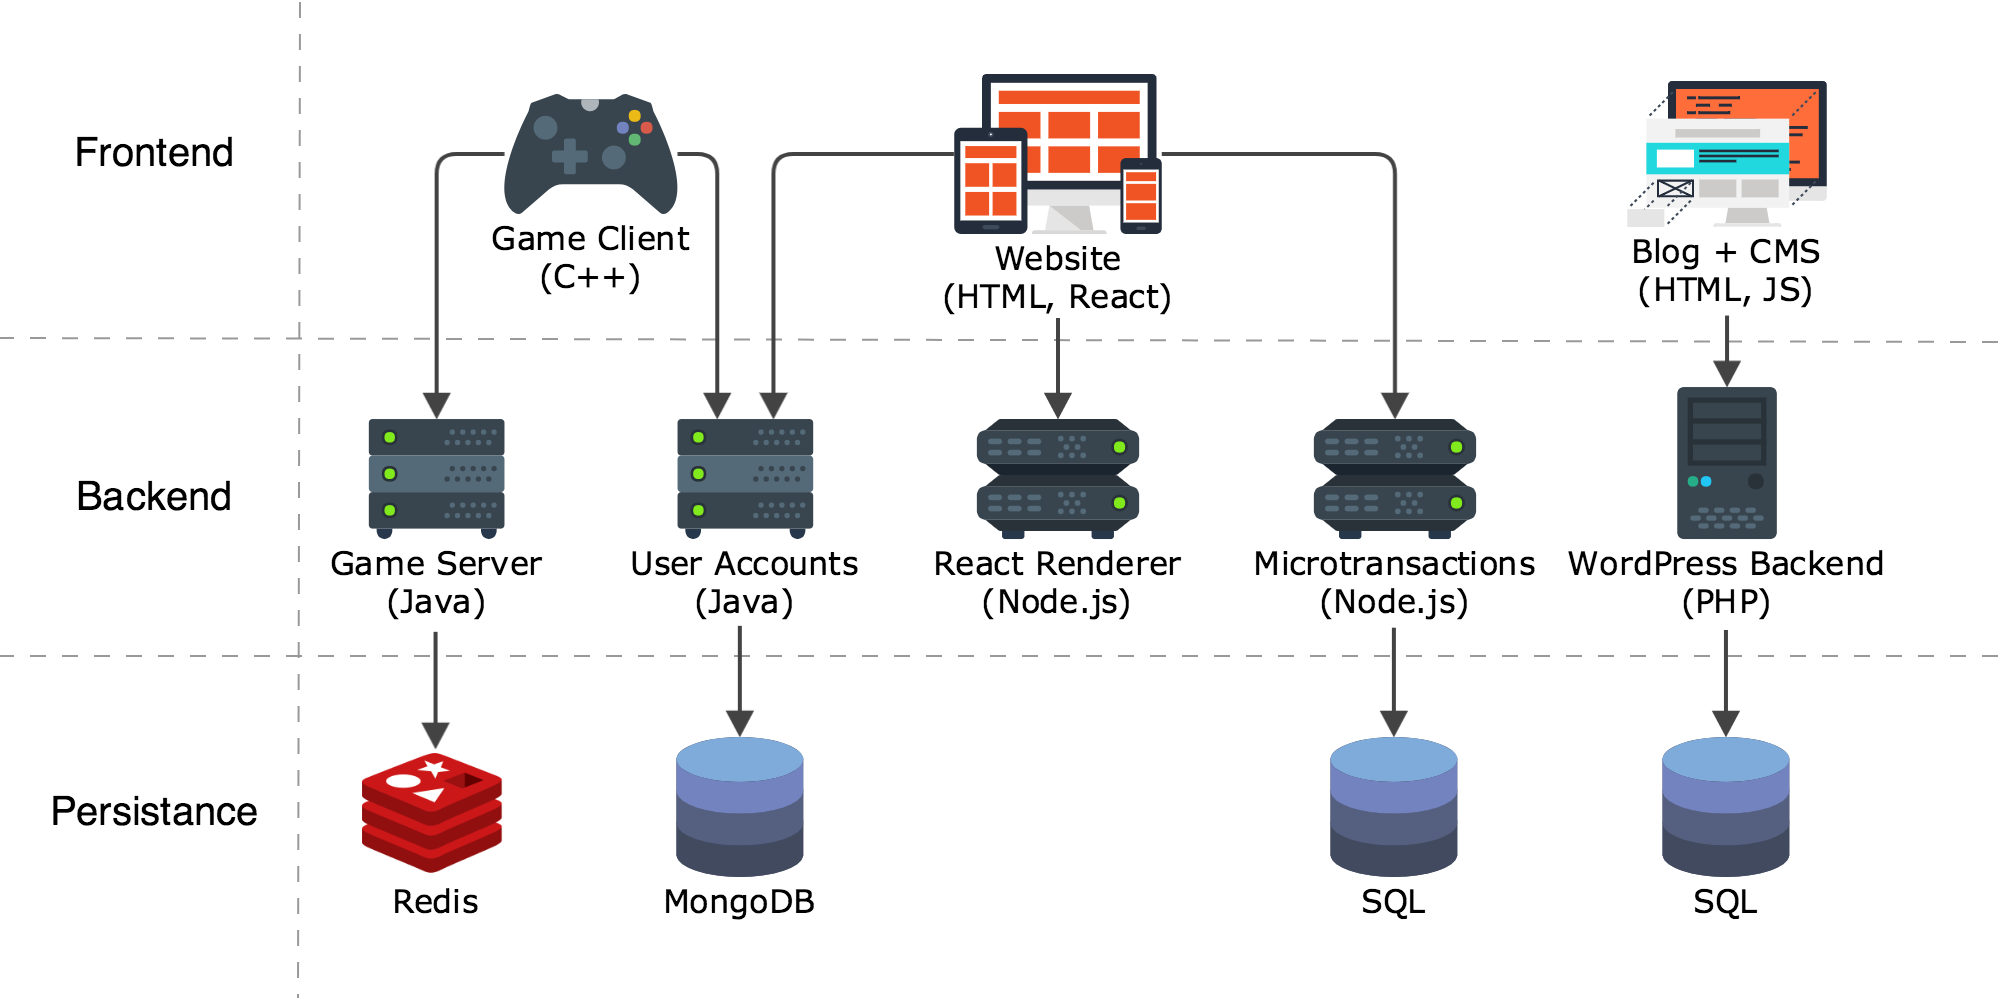 Frontend
Game Client
(C++)
Website
(HTML, React)
Blog + CMS
(HTML, JS)
Backend
Game Server
(Java)
User Accounts
(Java)
React Renderer
(Node.js)
Microtransactions
(Node.js)
WordPress Backend
(PHP)
Persistance
Redis
MongoDB
SQL
SQL